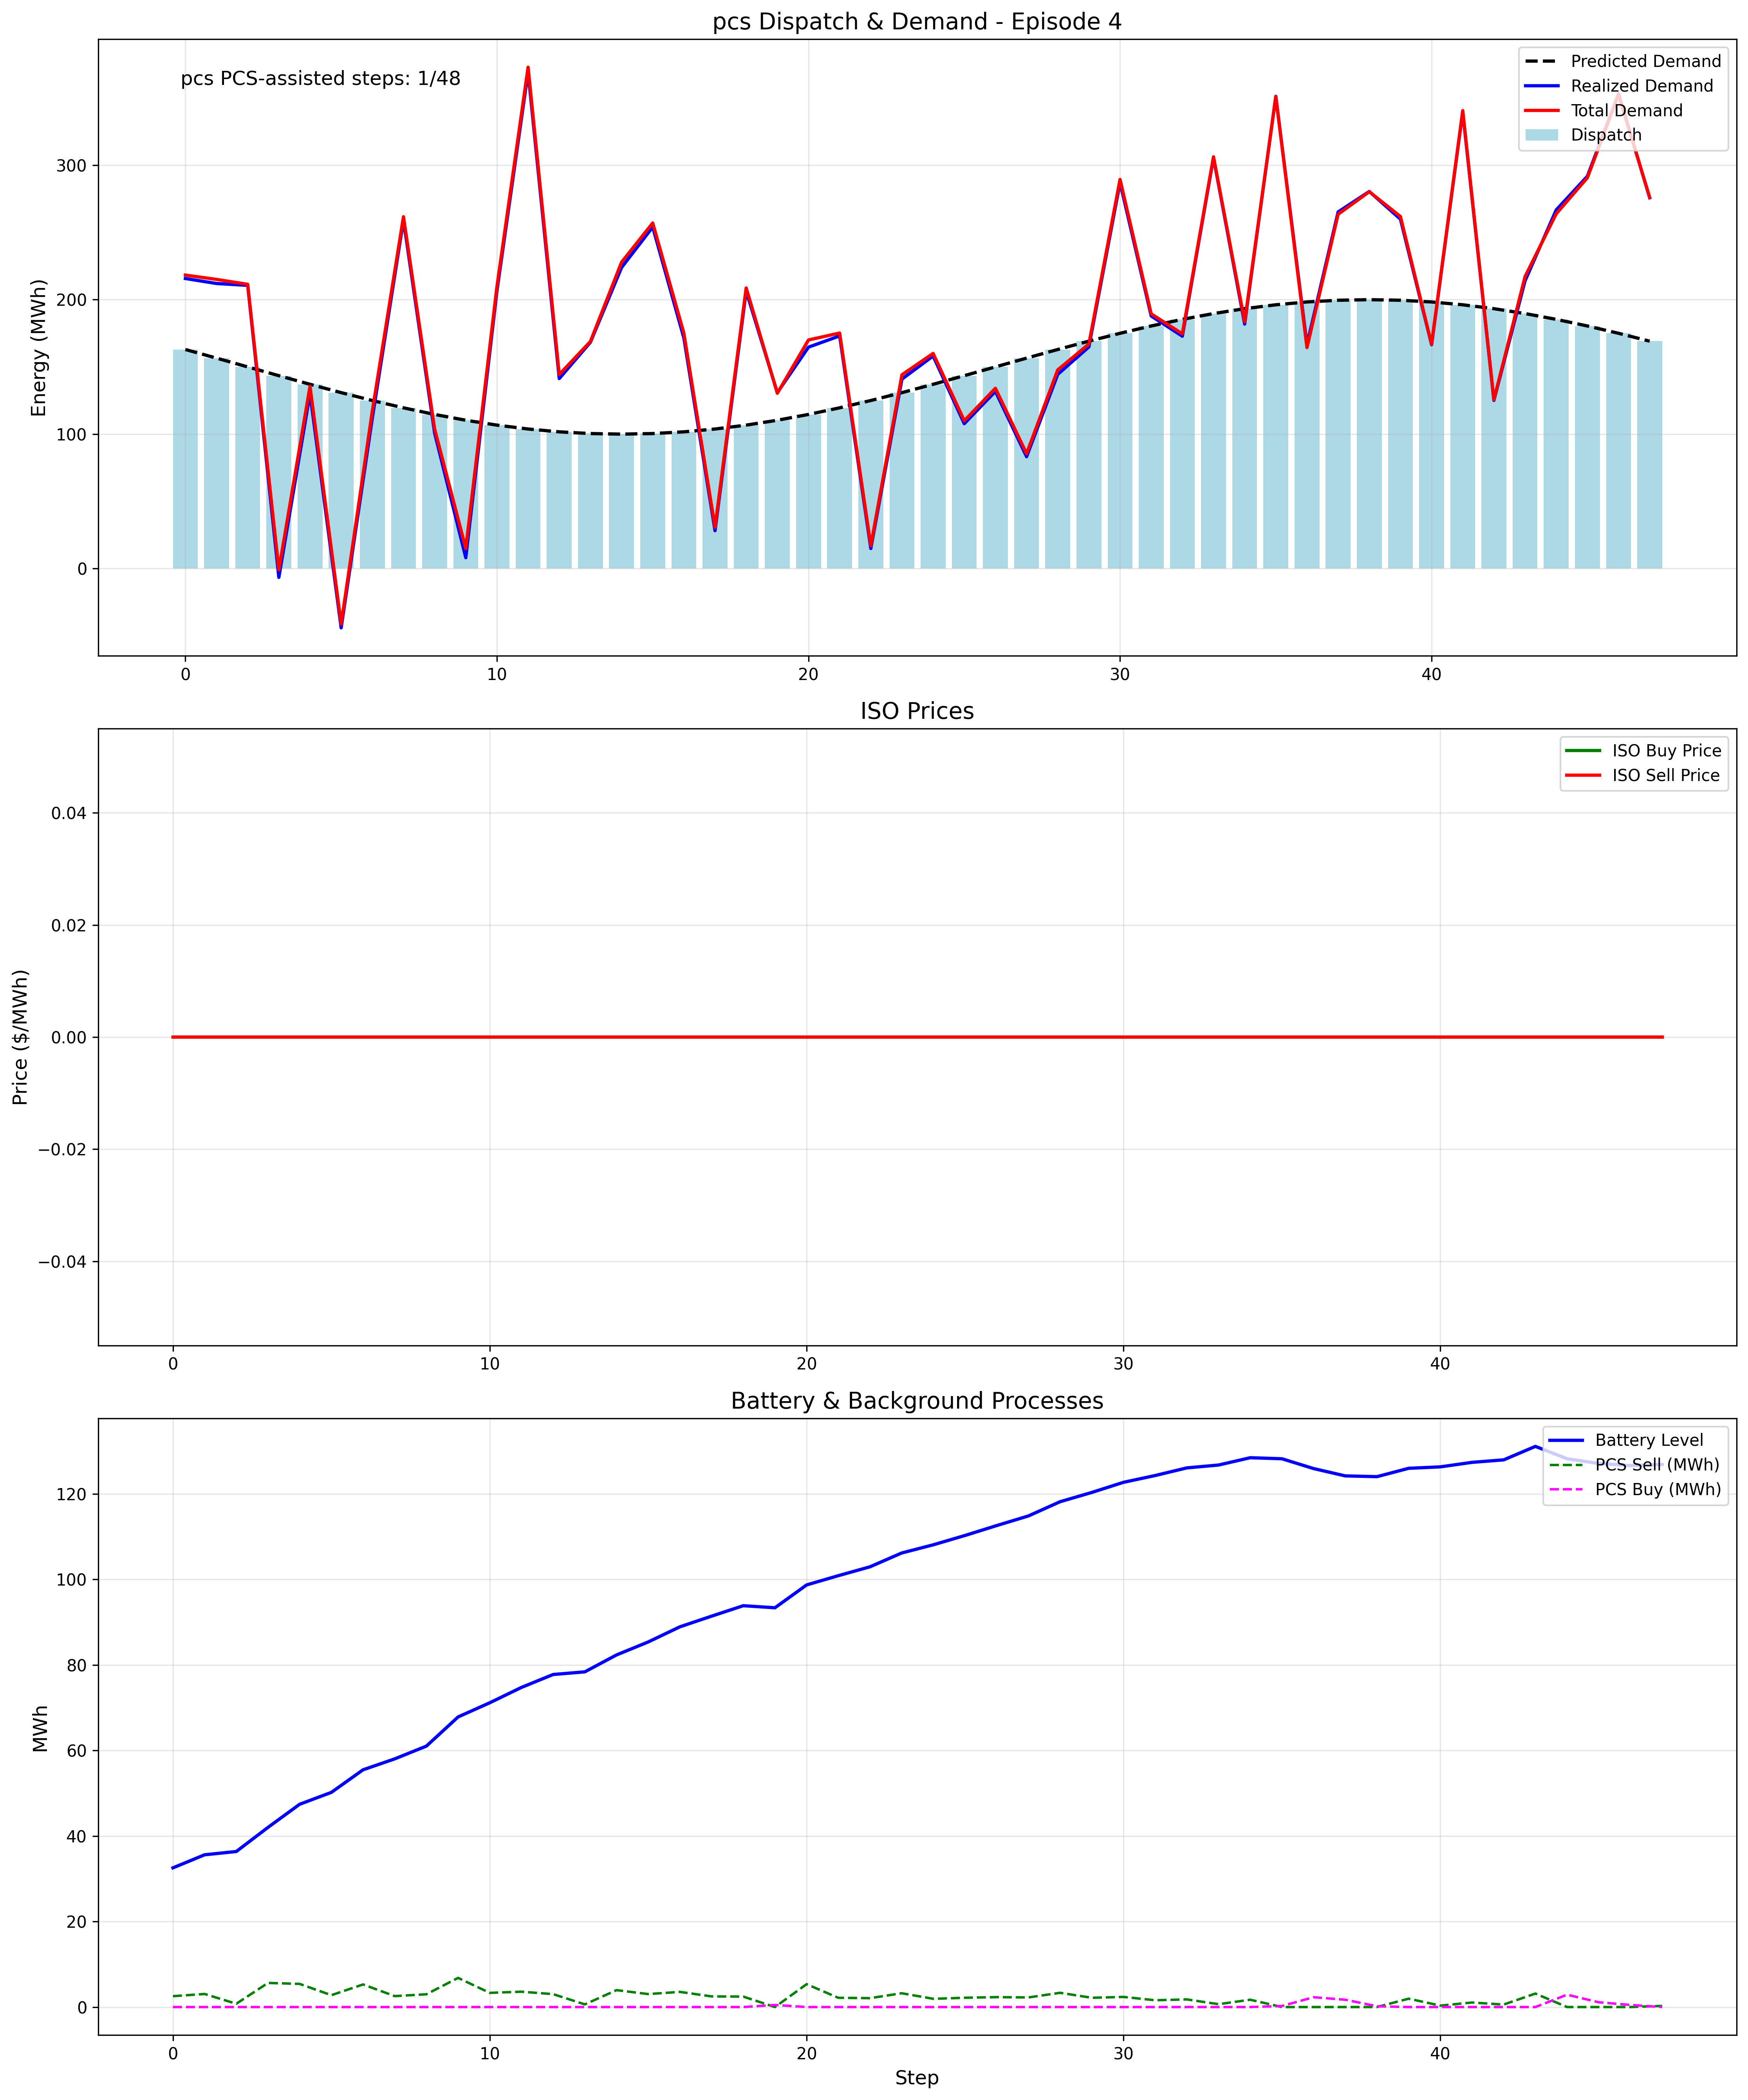 pcs Dispatch & Demand - Episode 4
pcs PCS-assisted steps: 1/48
Predicted Demand
Realized Demand
Total Demand
Dispatch
Energy (MWh)
300
200
100
0
0 10 20 30 40
ISO Prices
ISO Buy Price
ISO Sell Price
Price ($/MWh)
0.04
0.02
0.00
−0.02
−0.04
0 10 20 30 40
Battery & Background Processes
Battery Level
PCS Sell (MWh)
PCS Buy (MWh)
MWh
120
100
80
60
40
20
0
0 10 20 30 40
Step